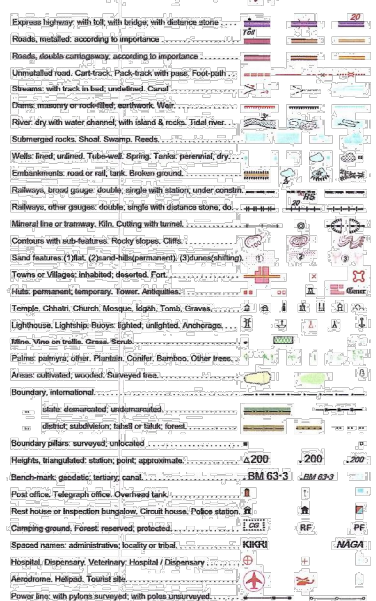 Express highway: with toll; with bridge; with distance stone 20
Toll
Roads, metalled: according to importance
Roads, double carriageway: according to importance
Unmetalled road. Cart-track. Pack-track with pass. Foot-path
Streams: with track in bed; undefined. Canal
Dams: masonry or rock-filled; earthwork. Weir
River: dry with water channel; with island & rocks. Tidal river
Submerged rocks. Shoal. Swamp. Reeds
Wells: lined; unlined. Tube-well. Spring. Tanks: perennial, dry
Embankments: road or rail, tank. Broken ground
Railways, broad gauge: double; single with station; under constrn. RS
Railways, other gauges: double; single with distance stone, do. 20
Mineral line or tramway. Kiln. Cutting with tunnel
Contours with sub-features. Rocky slopes. Cliffs
Sand features: (1)flat, (2)sand-hills(permanent), (3)dunes(shifting)
Towns or Villages: inhabited; deserted. Fort
Huts: permanent; temporary. Tower. Antiquities
Temple. Chhatri. Church. Mosque. Idgah. Tomb. Graves
Lighthouse. Lightship. Buoys: lighted; unlighted. Anchorage
Mine. Vine on trellis. Grass. Scrub
Palms: palmyra; other. Plantain. Conifer. Bamboo. Other trees
Areas: cultivated; wooded. Surveyed tree
Boundary, international
state: demarcated; undemarcated
district; subdivision; tahsil or taluk; forest
Boundary pillars: surveyed; unlocated
Heights, triangulated: station; point; approximate 200 .200 .200
Bench-mark: geodetic; tertiary; canal .BM 63·3 .BM 63·3
Post office. Telegraph office. Overhead tank
Rest house or Inspection bungalow. Circuit house. Police station
Camping ground. Forest: reserved; protected CG RF PF
Spaced names: administrative; locality or tribal KIKRI NAGA
Hospital. Dispensary. Veterinary: Hospital / Dispensary
Aerodrome. Helipad. Tourist site
Power line: with pylons surveyed; with poles unsurveyed